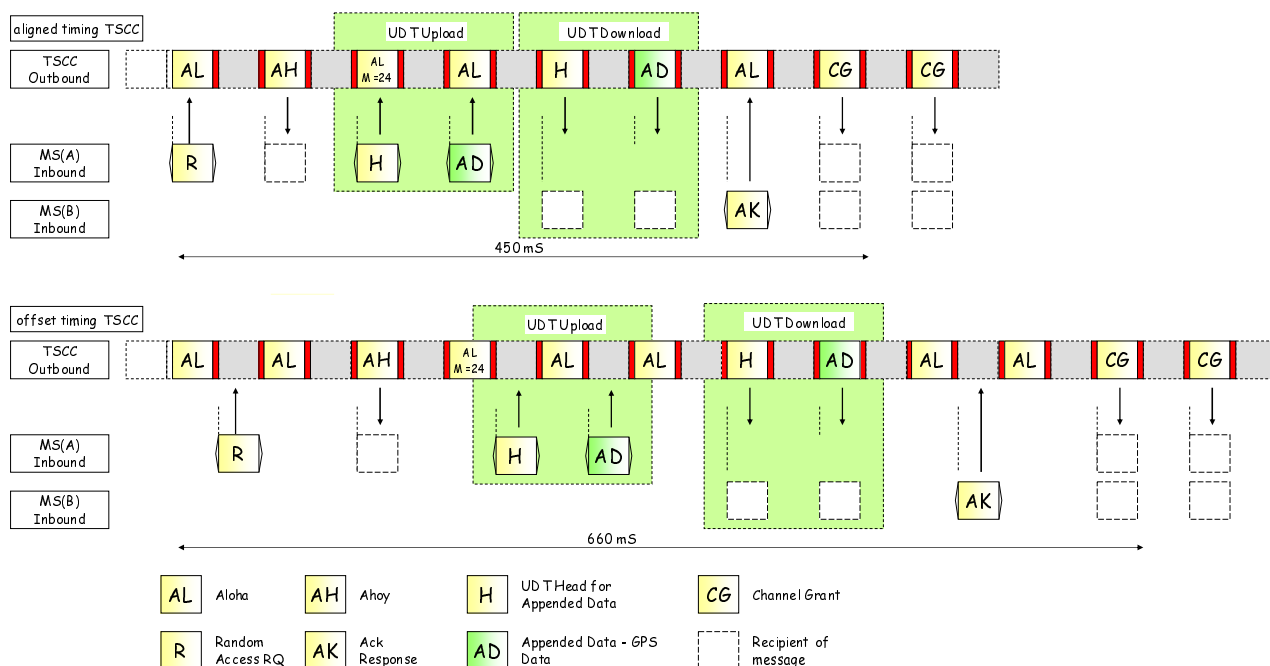 aligned timing TSCC
UDT Upload
UDT Download
TSCC
Outbound
AL
AH
AL
M=24
AL
H
AD
AL
CG
CG
MS(A)
Inbound
R
H
AD
MS(B)
Inbound
AK
450 mS
offset timing TSCC
UDT Upload
UDT Download
TSCC
Outbound
AL
AL
AH
AL
M=24
AL
AL
H
AD
AL
AL
CG
CG
MS(A)
Inbound
R
H
AD
MS(B)
Inbound
AK
660 mS
AL
Aloha
AH
Ahoy
H
UDT Head for
Appended Data
CG
Channel Grant
R
Random
Access RQ
AK
Ack
Response
AD
Appended Data - GPS
Data
Recipient of
message